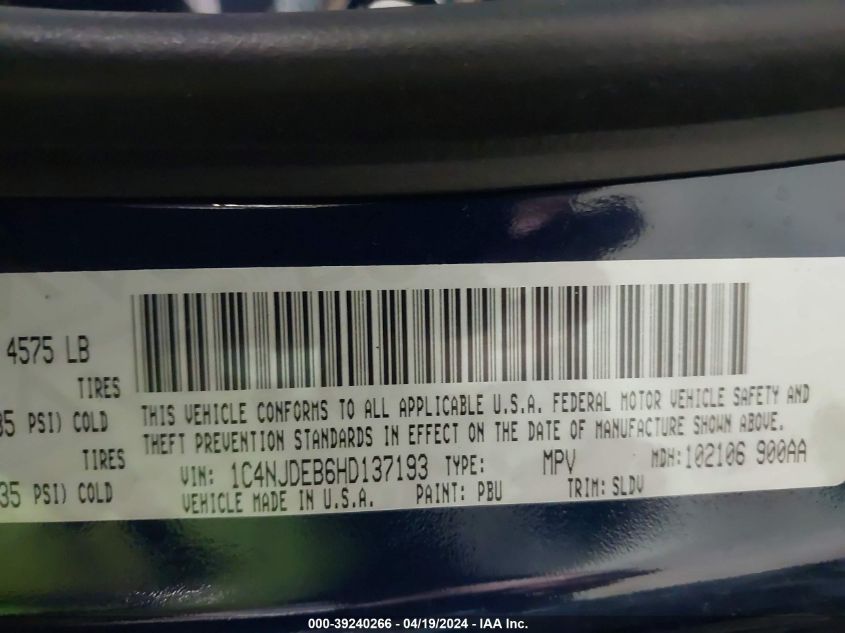 4575 LB
TIRES
35 PSI) COLD
TIRES
35 PSI) COLD
THIS VEHICLE CONFORMS TO ALL APPLICABLE U.S.A. FEDERAL MOTOR VEHICLE SAFETY AND
THEFT PREVENTION STANDARDS IN EFFECT ON THE DATE OF MANUFACTURE SHOWN ABOVE.
VIN: 1C4NJDEB6HD137193 TYPE: MPV MDH:102106 900AA
VEHICLE MADE IN U.S.A. PAINT: PBU TRIM: SLDV
000-39240266 - 04/19/2024 - IAA Inc.